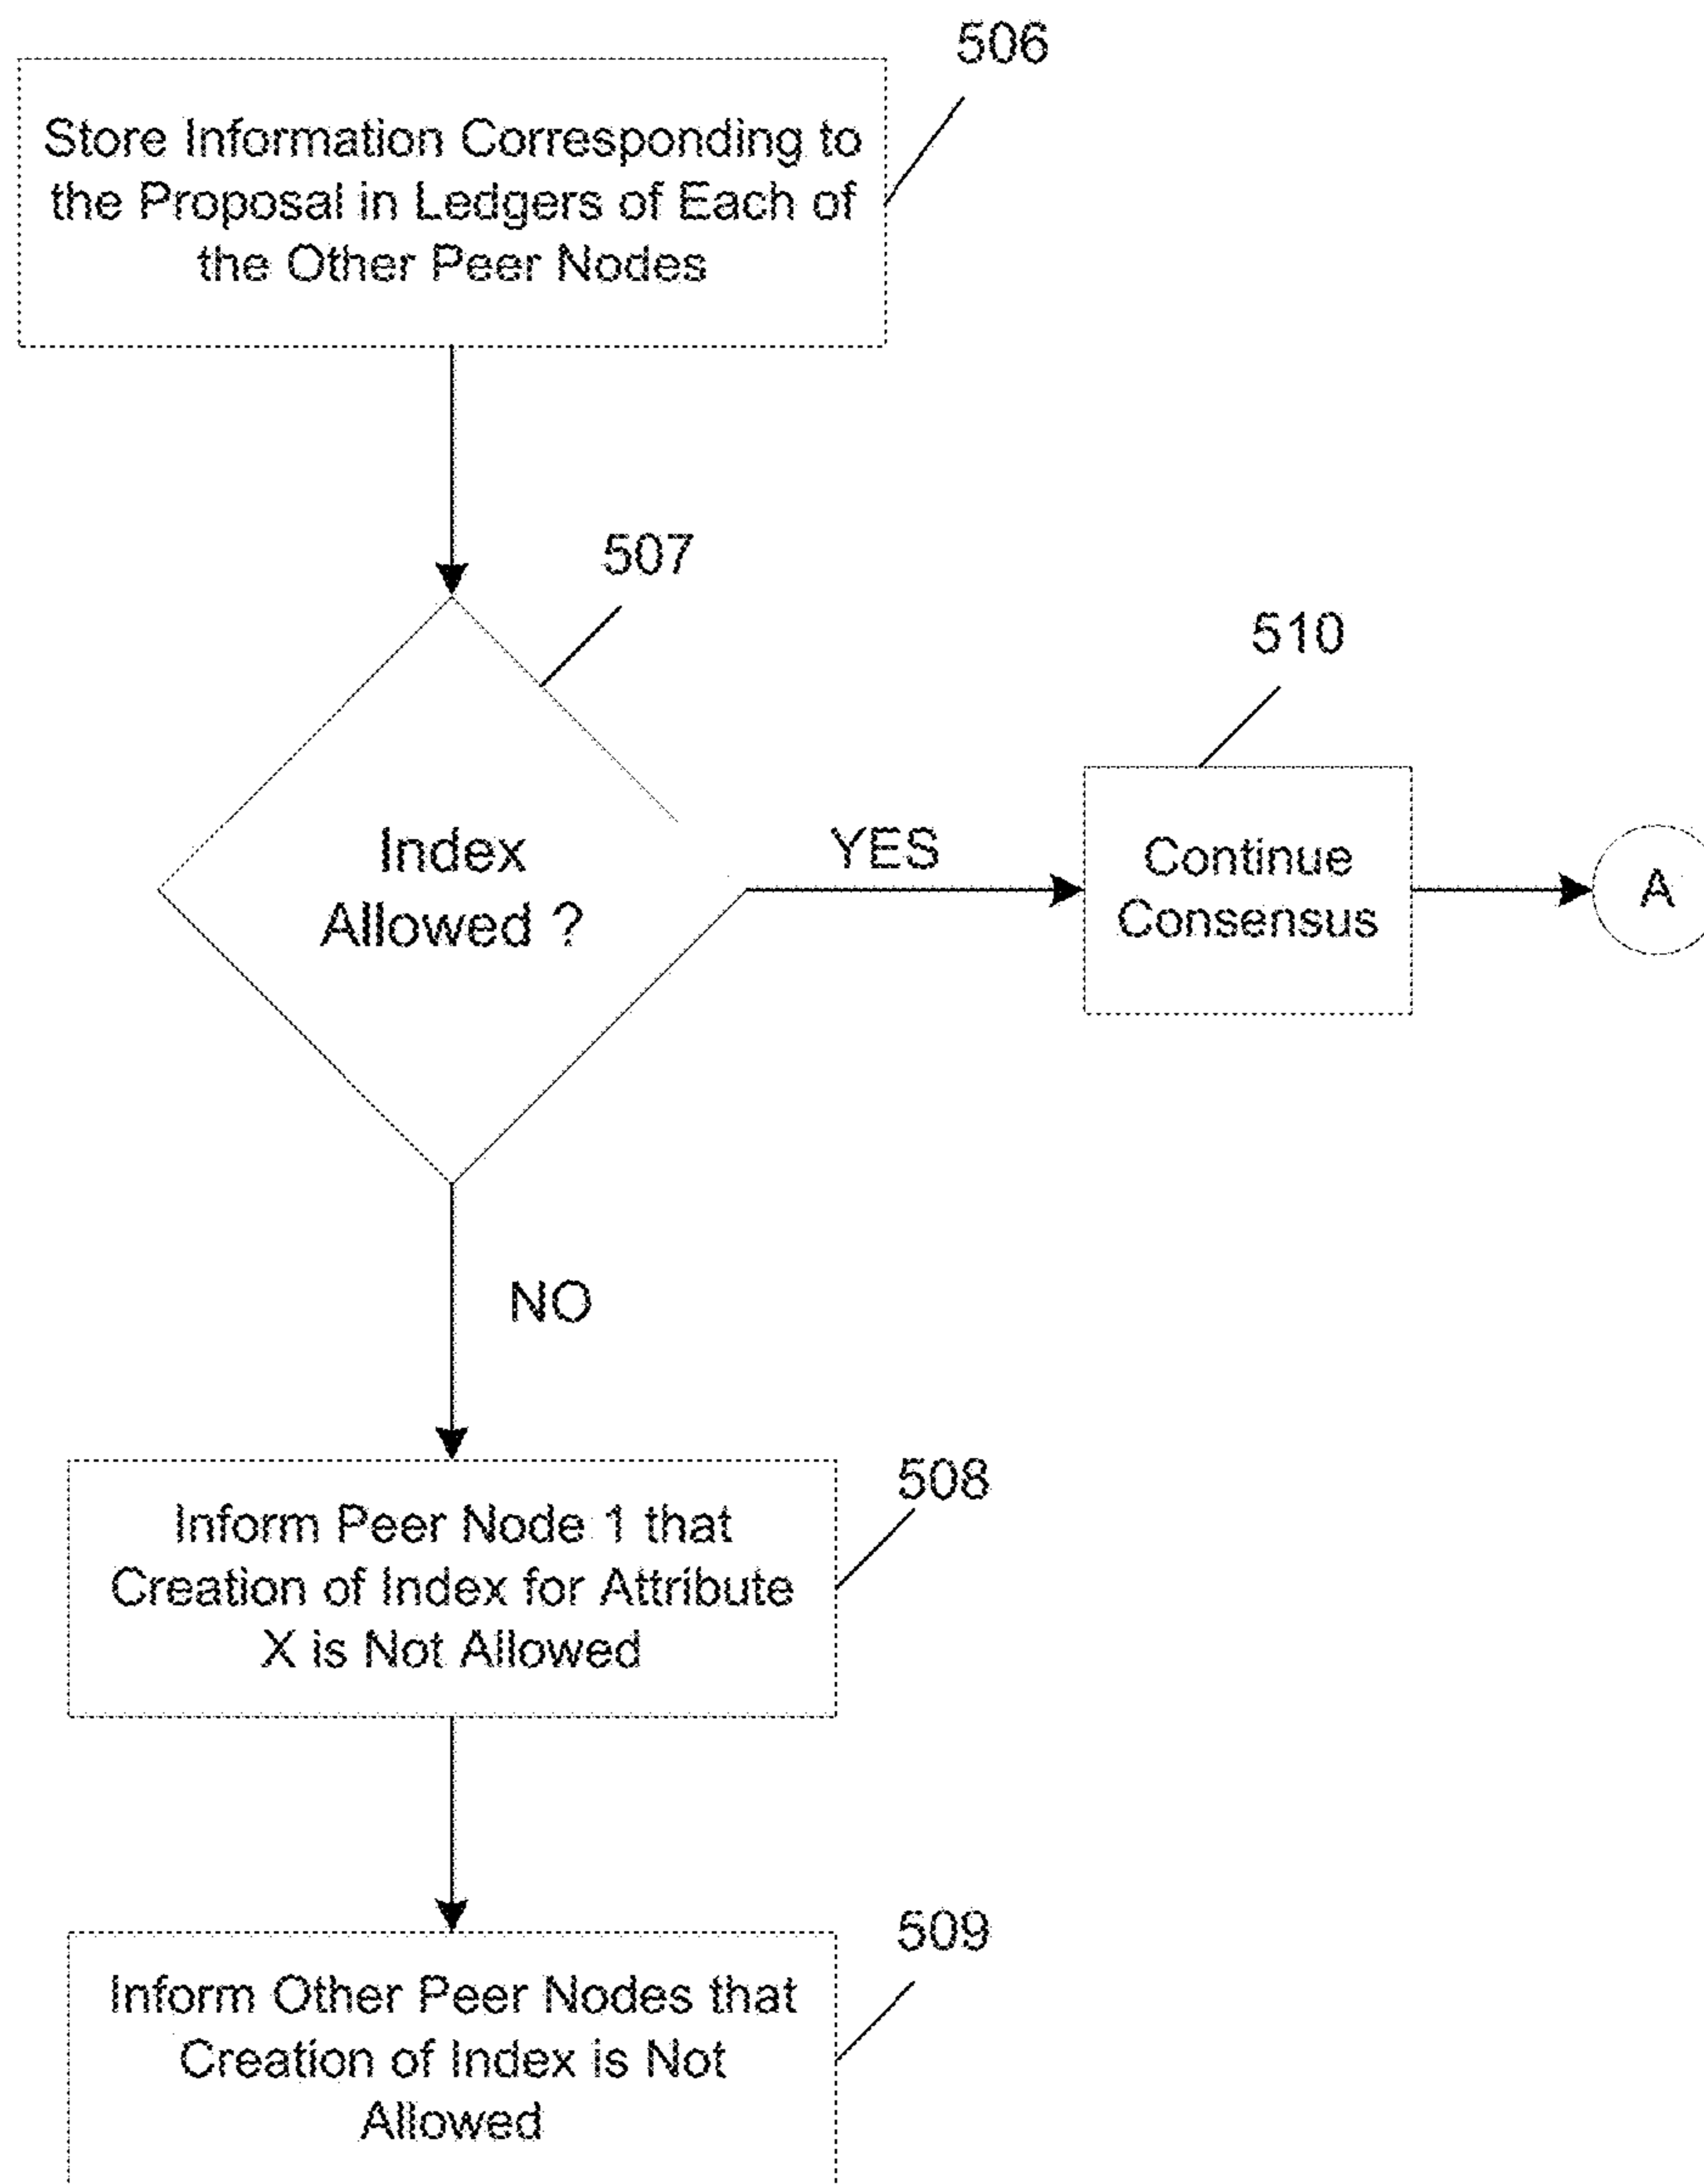 506
Store Information Corresponding to
the Proposal in Ledgers of Each of
the Other Peer Nodes
507
510
Index
Allowed ?
YES
Continue
Consensus
A
NO
508
Inform Peer Node 1 that
Creation of Index for Attribute
X is Not Allowed
509
Inform Other Peer Nodes that
Creation of Index is Not
Allowed